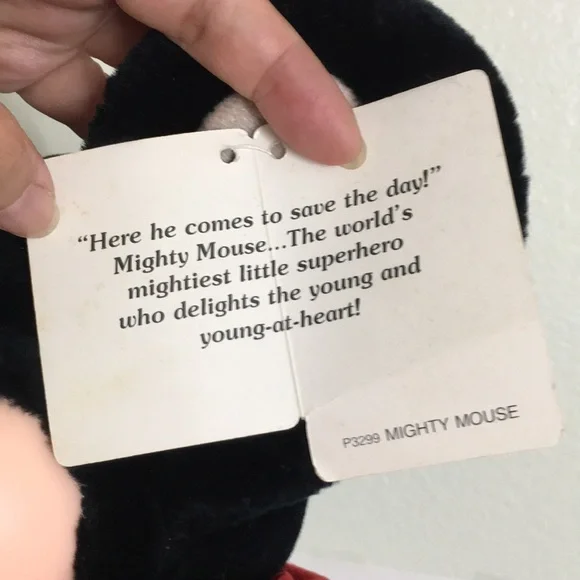 “Here he comes to save the day!”
Mighty Mouse...The world's
mightiest little superhero
who delights the young and
young-at-heart!
P3299 MIGHTY MOUSE